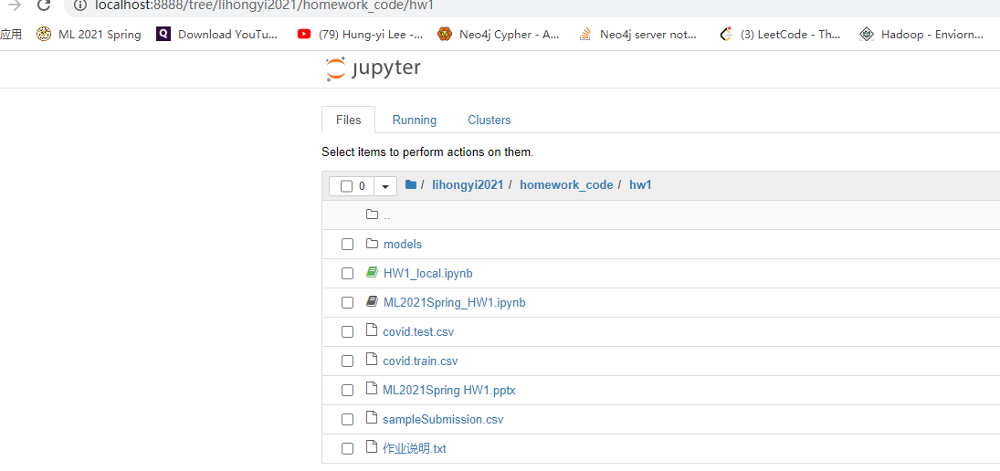 localhost:8888/tree/lihongyi2021/homework_code/hw1
应用 ML 2021 Spring Download YouTu... (79) Hung-yi Lee -... Neo4j Cypher - A... Neo4j server not... (3) LeetCode - Th... Hadoop - Enviorn...
jupyter
Files Running Clusters
Select items to perform actions on them.
0 / lihongyi2021 / homework_code / hw1
..
models
HW1_local.ipynb
ML2021Spring_HW1.ipynb
covid.test.csv
covid.train.csv
ML2021Spring HW1.pptx
sampleSubmission.csv
作业说明.txt